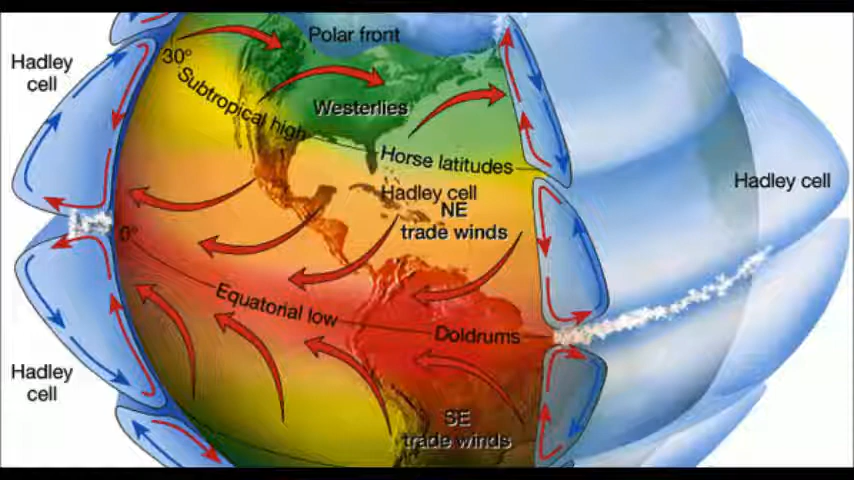 Polar front
Hadley
cell
30°
Subtropical high
Westerlies
Horse latitudes
Hadley cell
Hadley cell
NE
trade winds
0°
Equatorial low
Doldrums
Hadley
cell
SE
trade winds